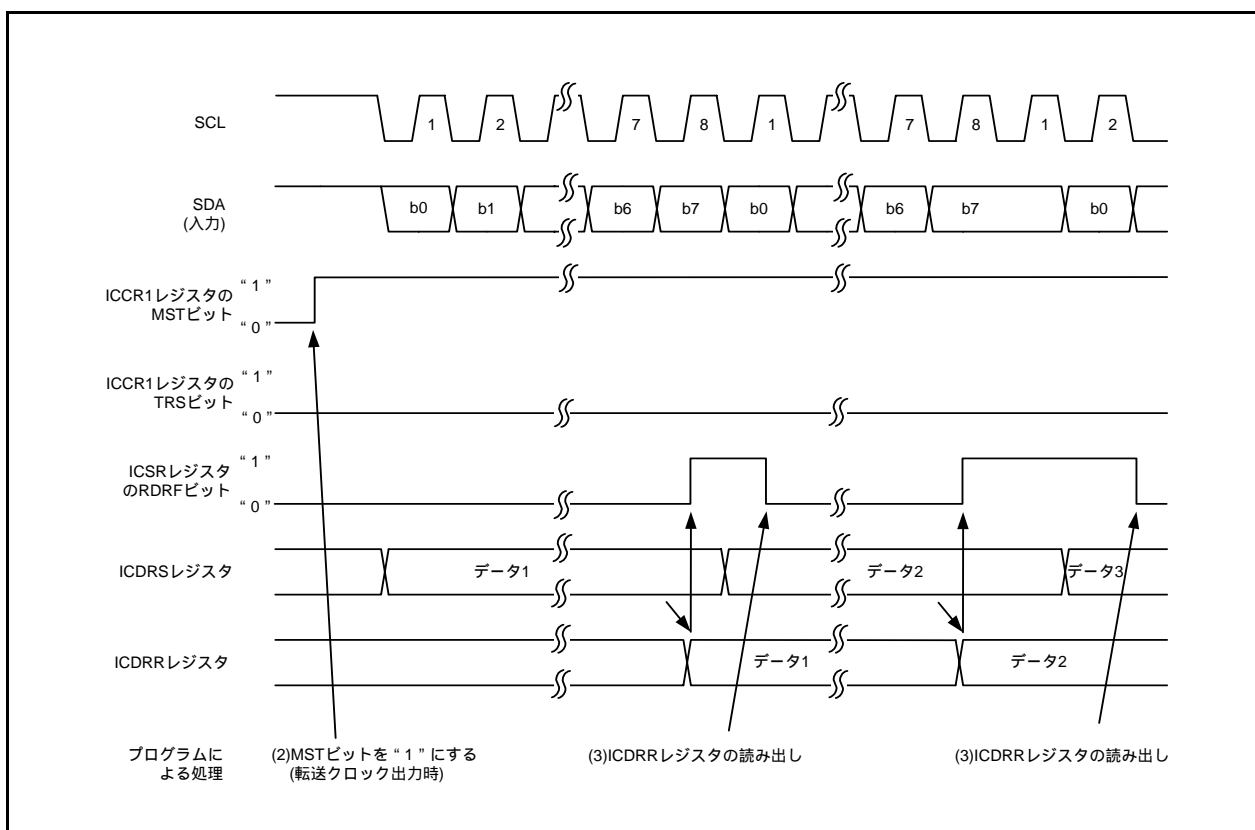 SCL
1 2 7 8 1 7 8 1 2
SDA
(入力)
b0 b1 b6 b7 b0 b6 b7 b0
ICCR1レジスタの
MSTビット
“ 1 ”
“ 0 ”
ICCR1レジスタの
TRSビット
“ 1 ”
“ 0 ”
ICSRレジスタ
のRDRFビット
“ 1 ”
“ 0 ”
ICDRSレジスタ
データ1 データ2 データ3
ICDRRレジスタ
データ1 データ2
プログラムに
よる処理
(2)MSTビットを “ 1 ” にする
(転送クロック出力時)
(3)ICDRRレジスタの読み出し
(3)ICDRRレジスタの読み出し